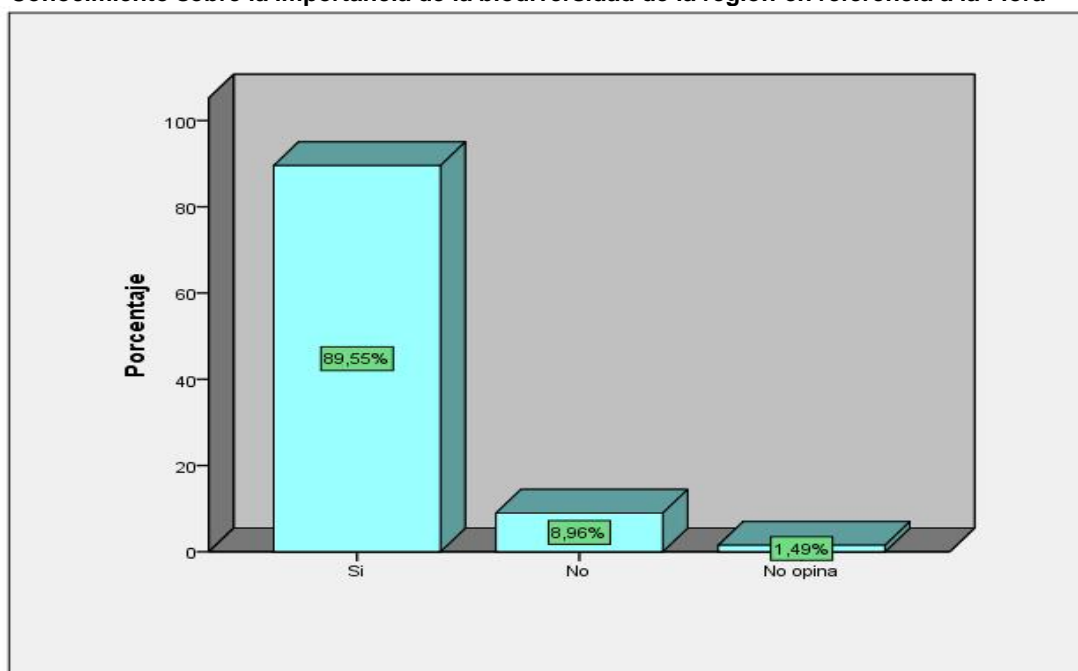 Conocimiento sobre la importancia de la biodiversidad de la región en referencia a la Flora
Porcentaje
100
80
60
40
20
0
89,55%
8,96%
1,49%
Si
No
No opina